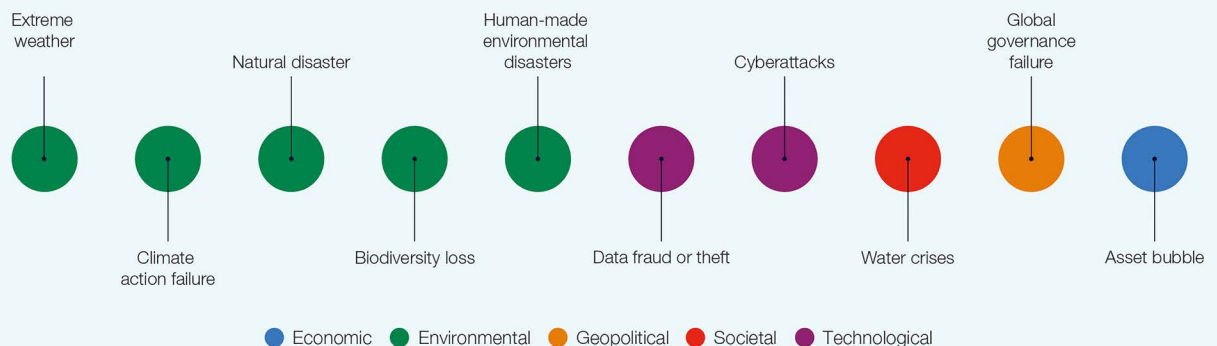 Extreme
weather
Climate
action failure
Natural disaster
Biodiversity loss
Human-made
environmental
disasters
Data fraud or theft
Cyberattacks
Water crises
Global
governance
failure
Asset bubble
Economic
Environmental
Geopolitical
Societal
Technological